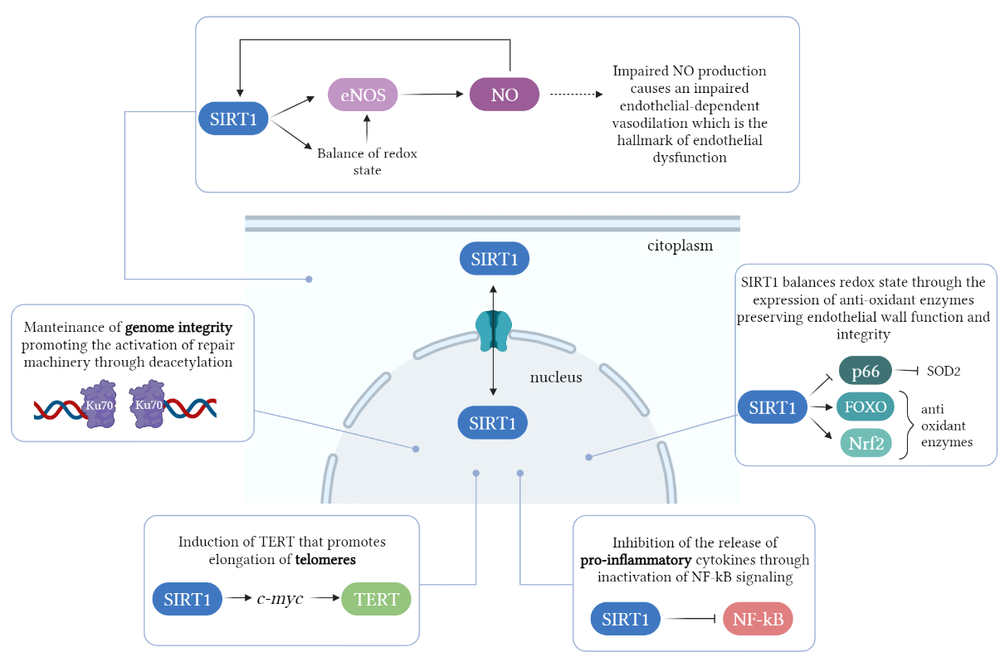 SIRT1
eNOS
NO
Balance of redox
state
Impaired NO production
causes an impaired
endothelial-dependent
vasodilation which is the
hallmark of endothelial
dysfunction
citoplasm
SIRT1
nucleus
SIRT1
Manteinance of genome integrity
promoting the activation of repair
machinery through deacetylation
Ku70
Ku70
SIRT1 balances redox state through the
expression of anti-oxidant enzymes
preserving endothelial wall function and
integrity
SIRT1
p66
SOD2
FOXO
Nrf2
anti
oxidant
enzymes
Induction of TERT that promotes
elongation of telomeres
SIRT1
c-myc
TERT
Inhibition of the release of
pro-inflammatory cytokines through
inactivation of NF-kB signaling
SIRT1
NF-kB